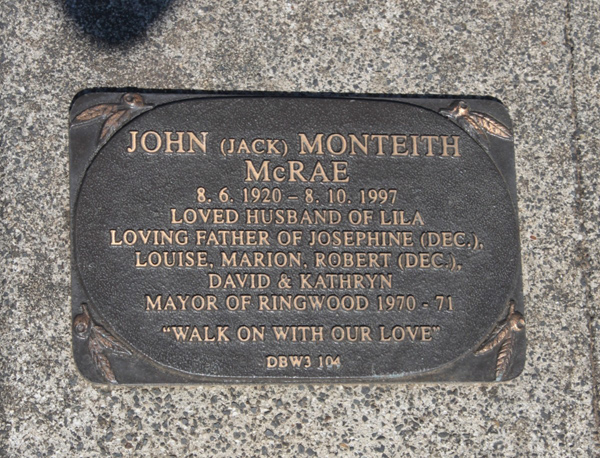 JOHN (JACK) MONTEITH
McRAE
8. 6. 1920 – 8. 10. 1997
LOVED HUSBAND OF LILA
LOVING FATHER OF JOSEPHINE (DEC.),
LOUISE, MARION, ROBERT (DEC.),
DAVID & KATHRYN
MAYOR OF RINGWOOD 1970 - 71
“WALK ON WITH OUR LOVE”
DBW3 104